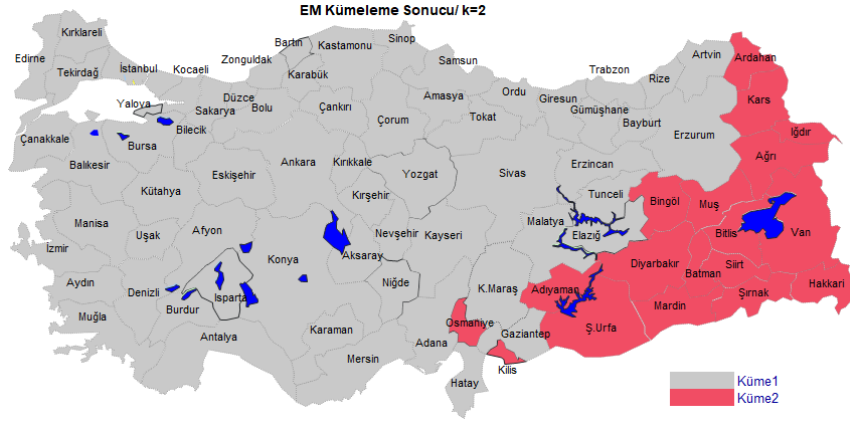 EM Kümeleme Sonucu/ k=2
Kırklareli
Edirne
Tekirdağ
İstanbul
Kocaeli
Zonguldak
Bartın
Kastamonu
Sinop
Samsun
Karabük
Ordu
Giresun
Trabzon
Rize
Artvin
Ardahan
Kars
Yalova
Sakarya
Düzce
Bolu
Çankırı
Amasya
Tokat
Çorum
Gümüşhane
Bayburt
Erzurum
Iğdır
Ağrı
Çanakkale
Bursa
Bilecik
Balıkesir
Eskişehir
Ankara
Kırıkkale
Yozgat
Sivas
Erzincan
Tunceli
Bingöl
Muş
Kütahya
Kırşehir
Manisa
Uşak
Afyon
Nevşehir
Kayseri
Malatya
Elazığ
Bitlis
Van
İzmir
Konya
Aksaray
Niğde
Diyarbakır
Siirt
Batman
Aydın
Denizli
Isparta
Burdur
K.Maraş
Adıyaman
Mardin
Şırnak
Hakkari
Muğla
Antalya
Karaman
Mersin
Adana
Osmaniye
Gaziantep
Ş.Urfa
Kilis
Hatay
Küme1
Küme2